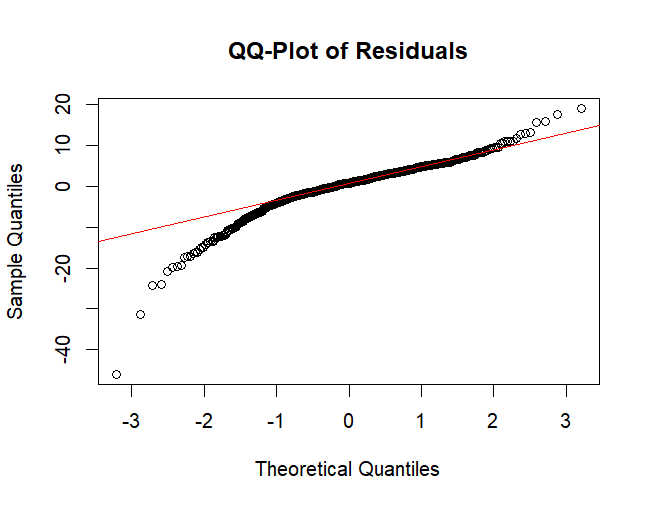 QQ-Plot of Residuals
Sample Quantiles
20
10
0
-20
-40
-3 -2 -1 0 1 2 3
Theoretical Quantiles